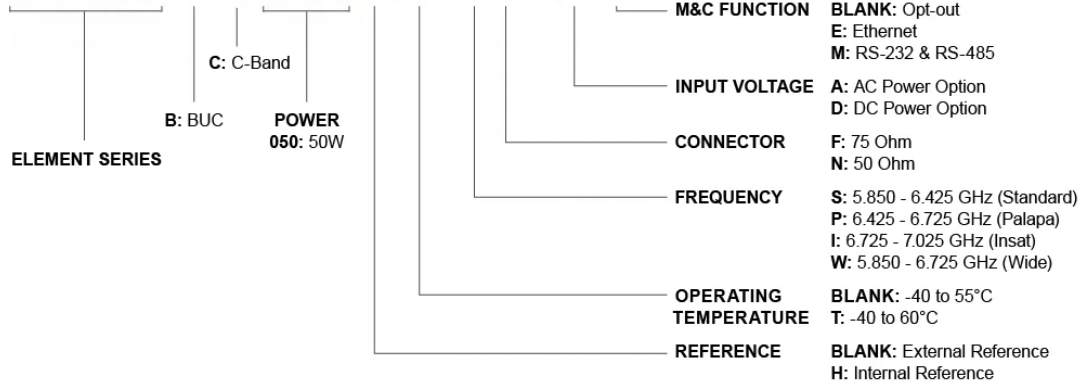 M&C FUNCTION BLANK: Opt-out
E: Ethernet
M: RS-232 & RS-485
C: C-Band
INPUT VOLTAGE A: AC Power Option
D: DC Power Option
B: BUC POWER
050: 50W
ELEMENT SERIES
CONNECTOR F: 75 Ohm
N: 50 Ohm
FREQUENCY S: 5.850 - 6.425 GHz (Standard)
P: 6.425 - 6.725 GHz (Palapa)
I: 6.725 - 7.025 GHz (Insat)
W: 5.850 - 6.725 GHz (Wide)
OPERATING BLANK: -40 to 55°C
TEMPERATURE T: -40 to 60°C
REFERENCE BLANK: External Reference
H: Internal Reference